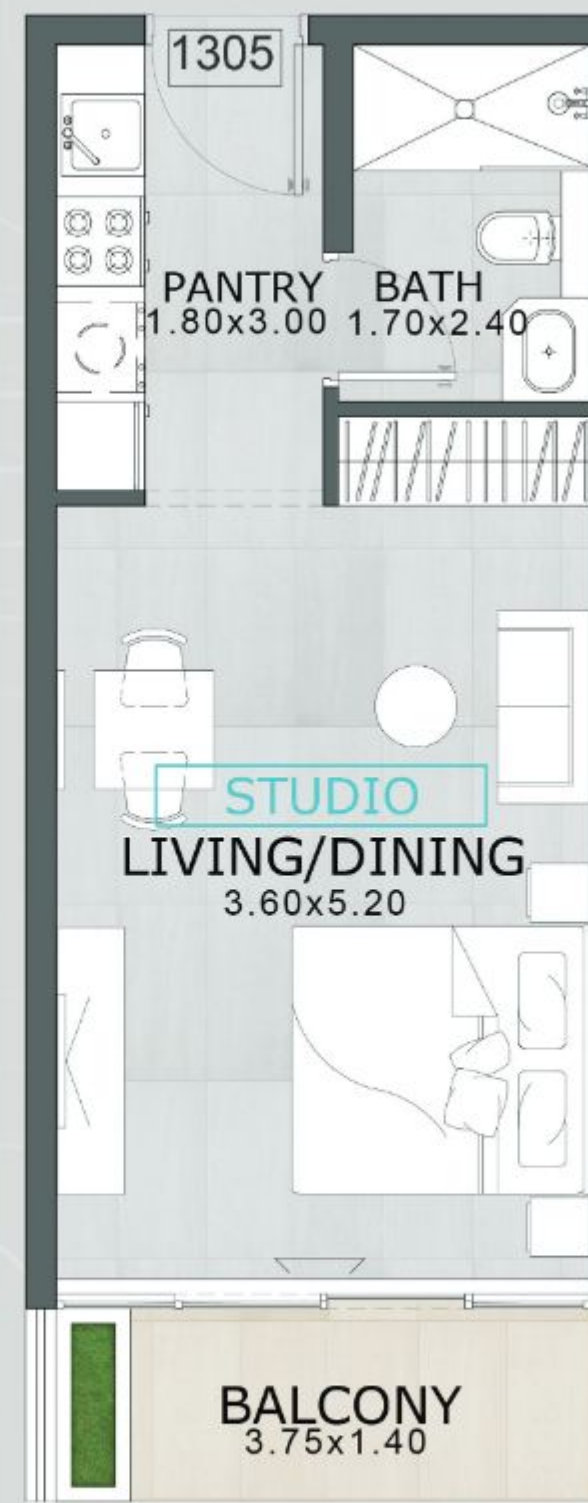 1305
PANTRY
1.80x3.00
BATH
1.70x2.40
STUDIO
LIVING/DINING
3.60x5.20
BALCONY
3.75x1.40